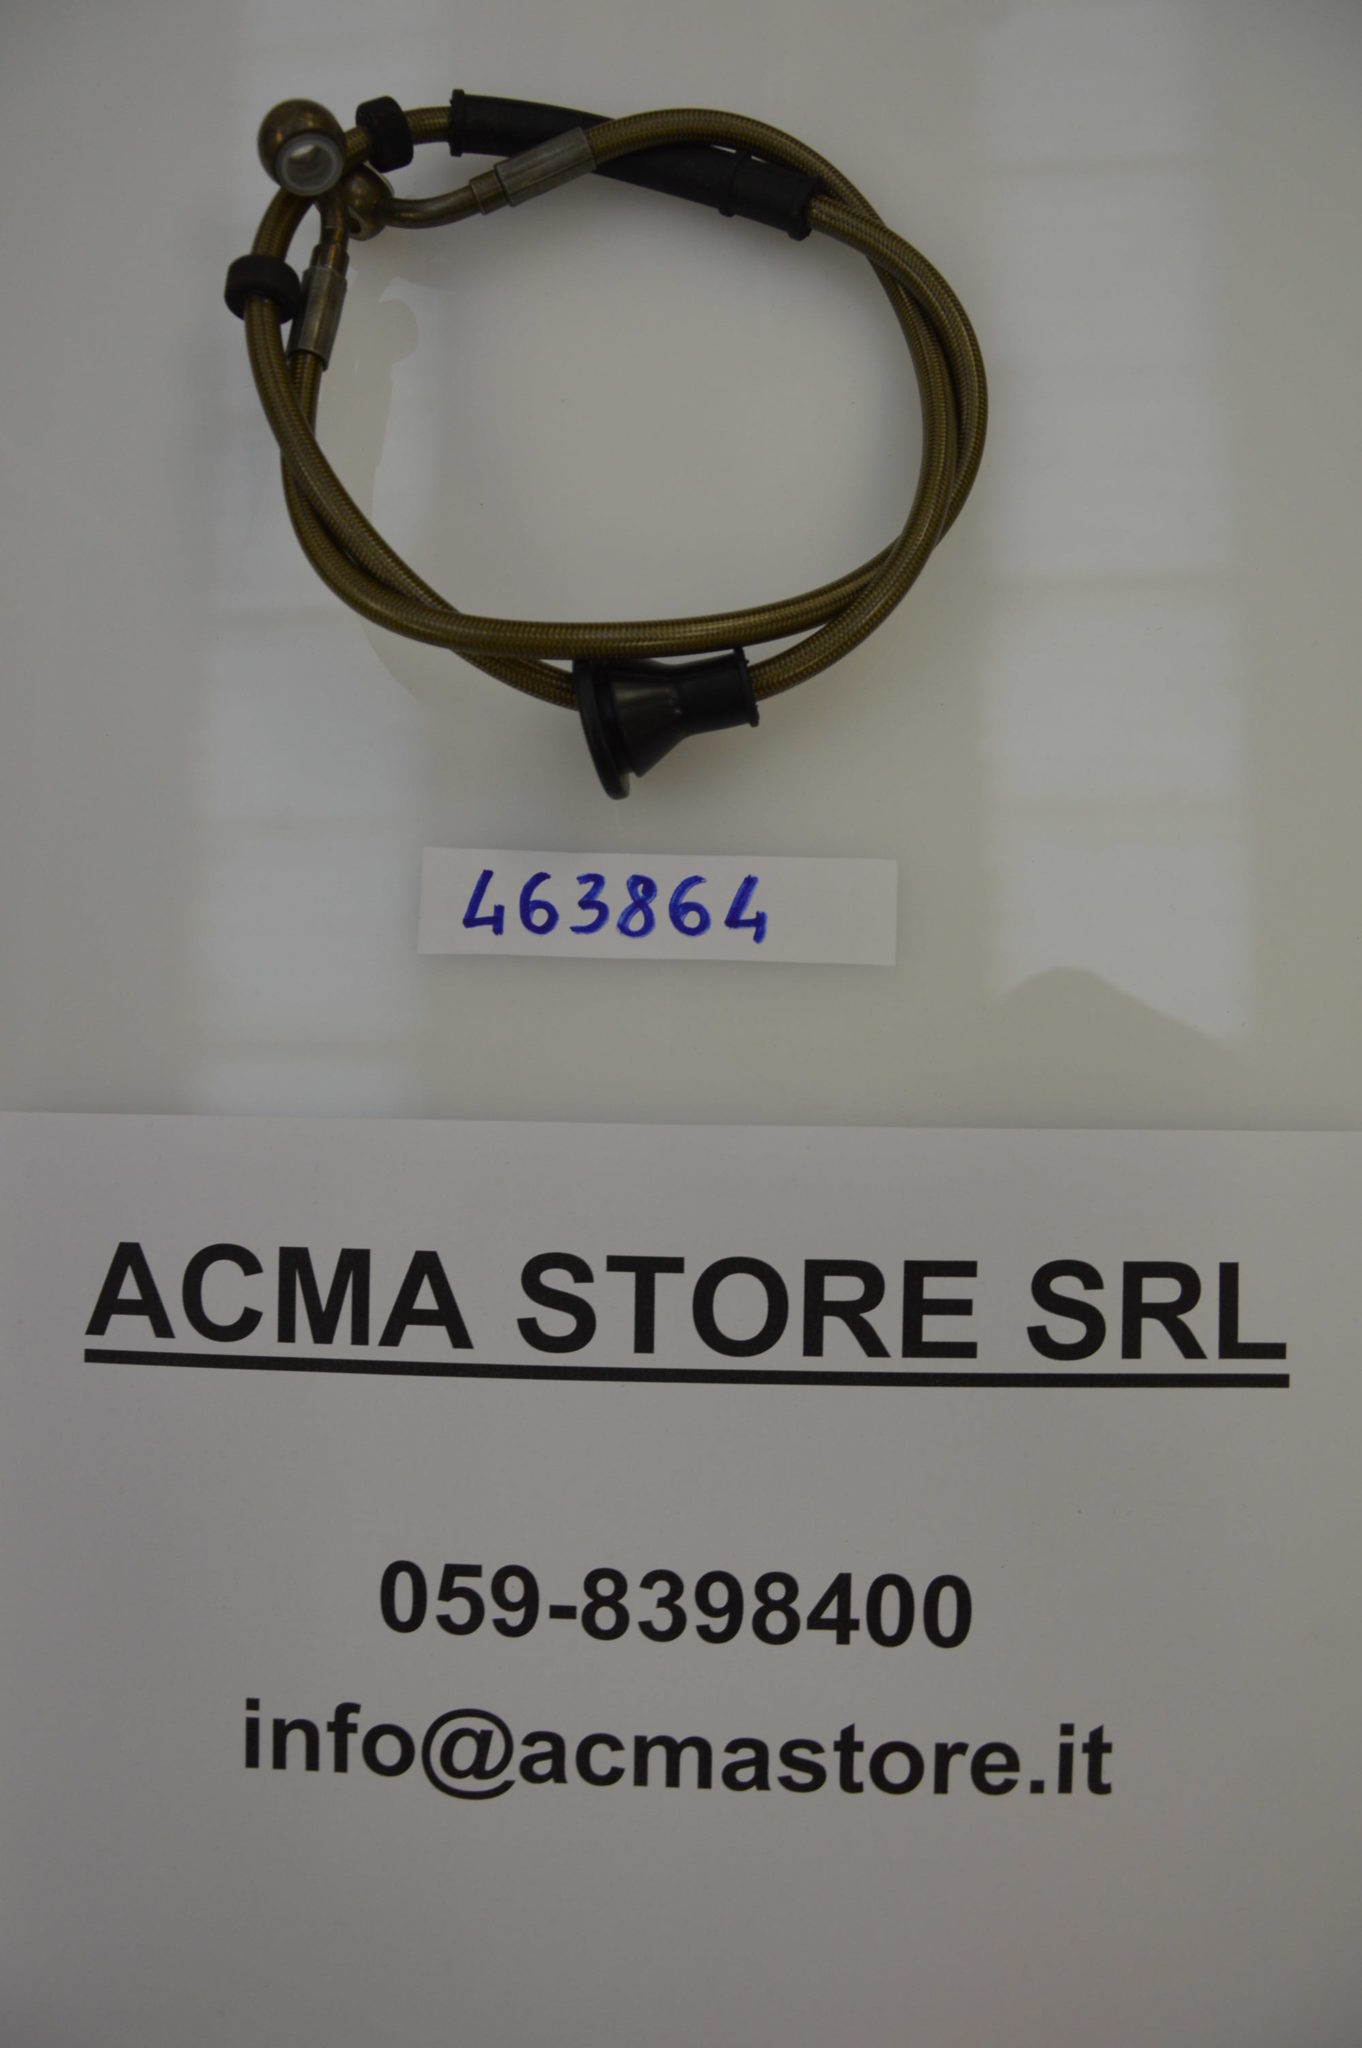 463864
ACMA STORE SRL
059-8398400
info@acmastore.it